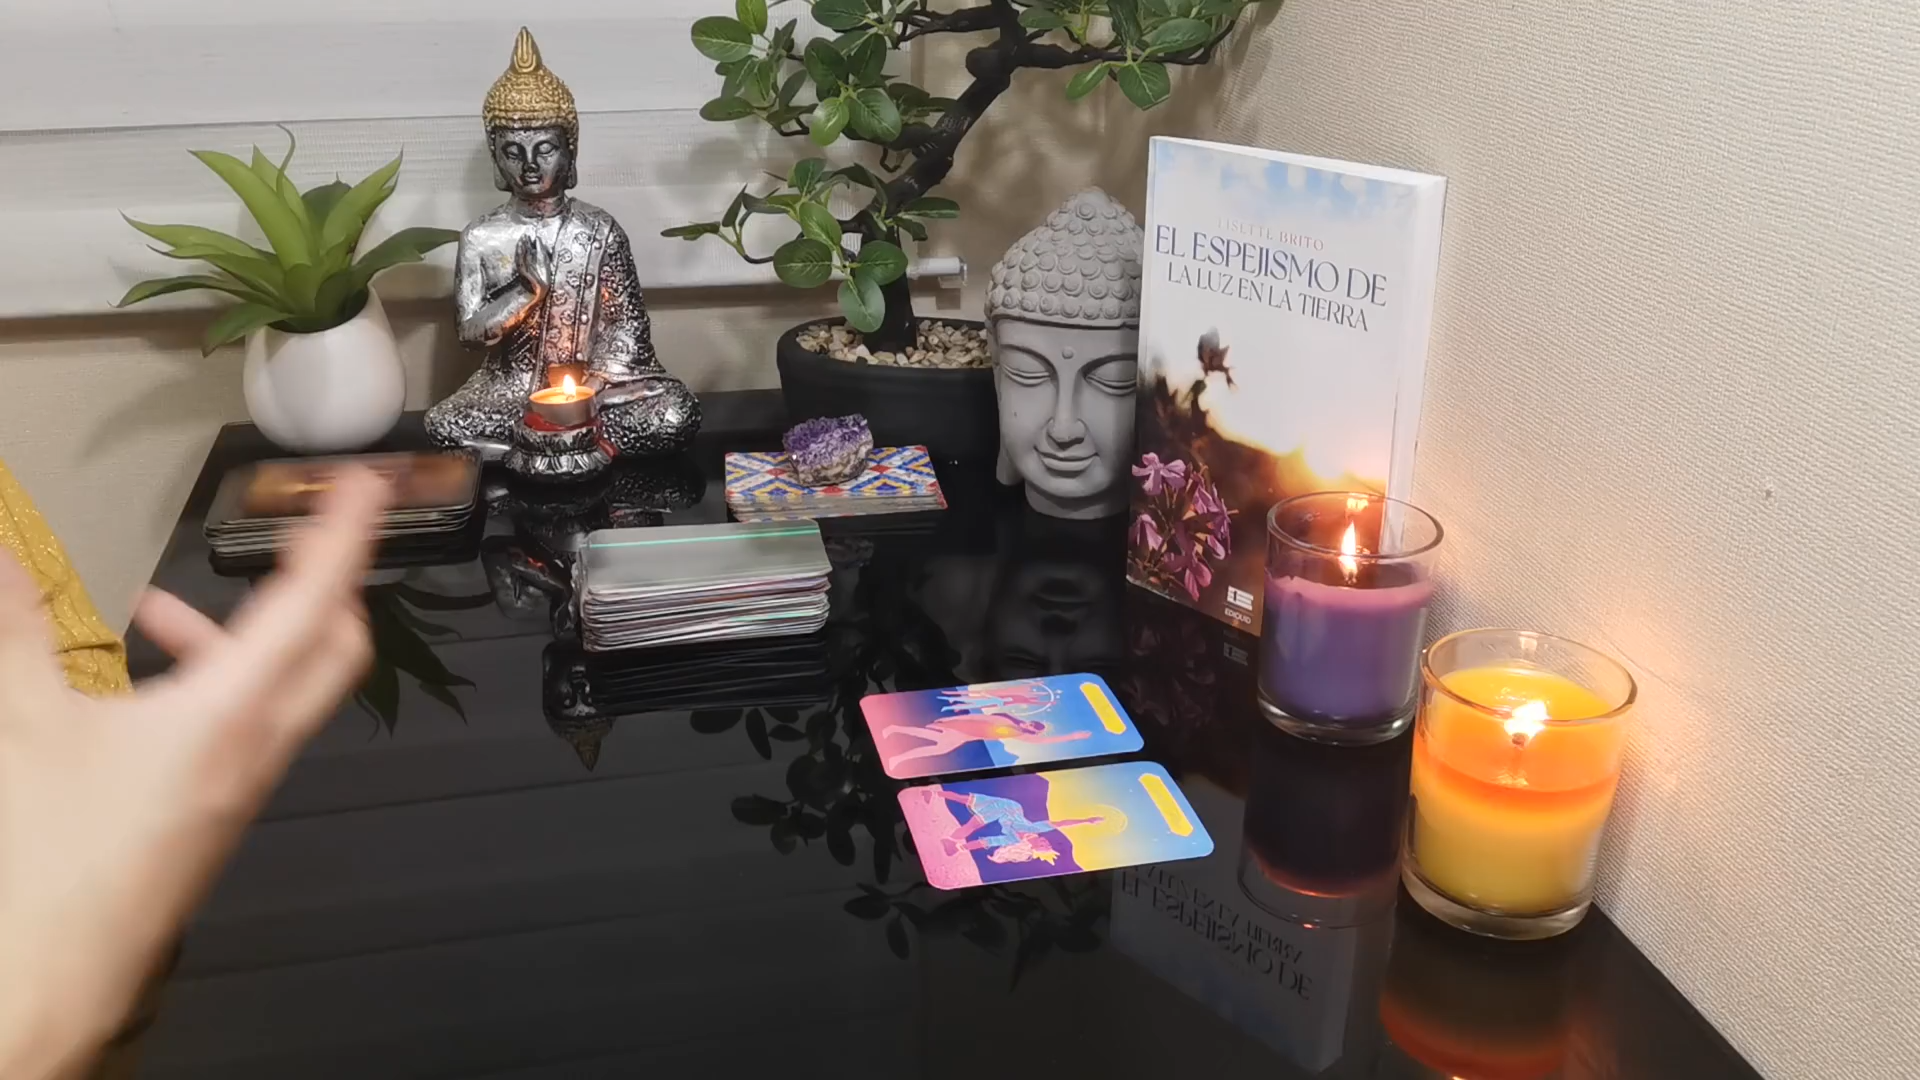 LISETTE BRITO
EL ESPEJISMO DE
LA LUZ EN LA TIERRA
EDIQUID